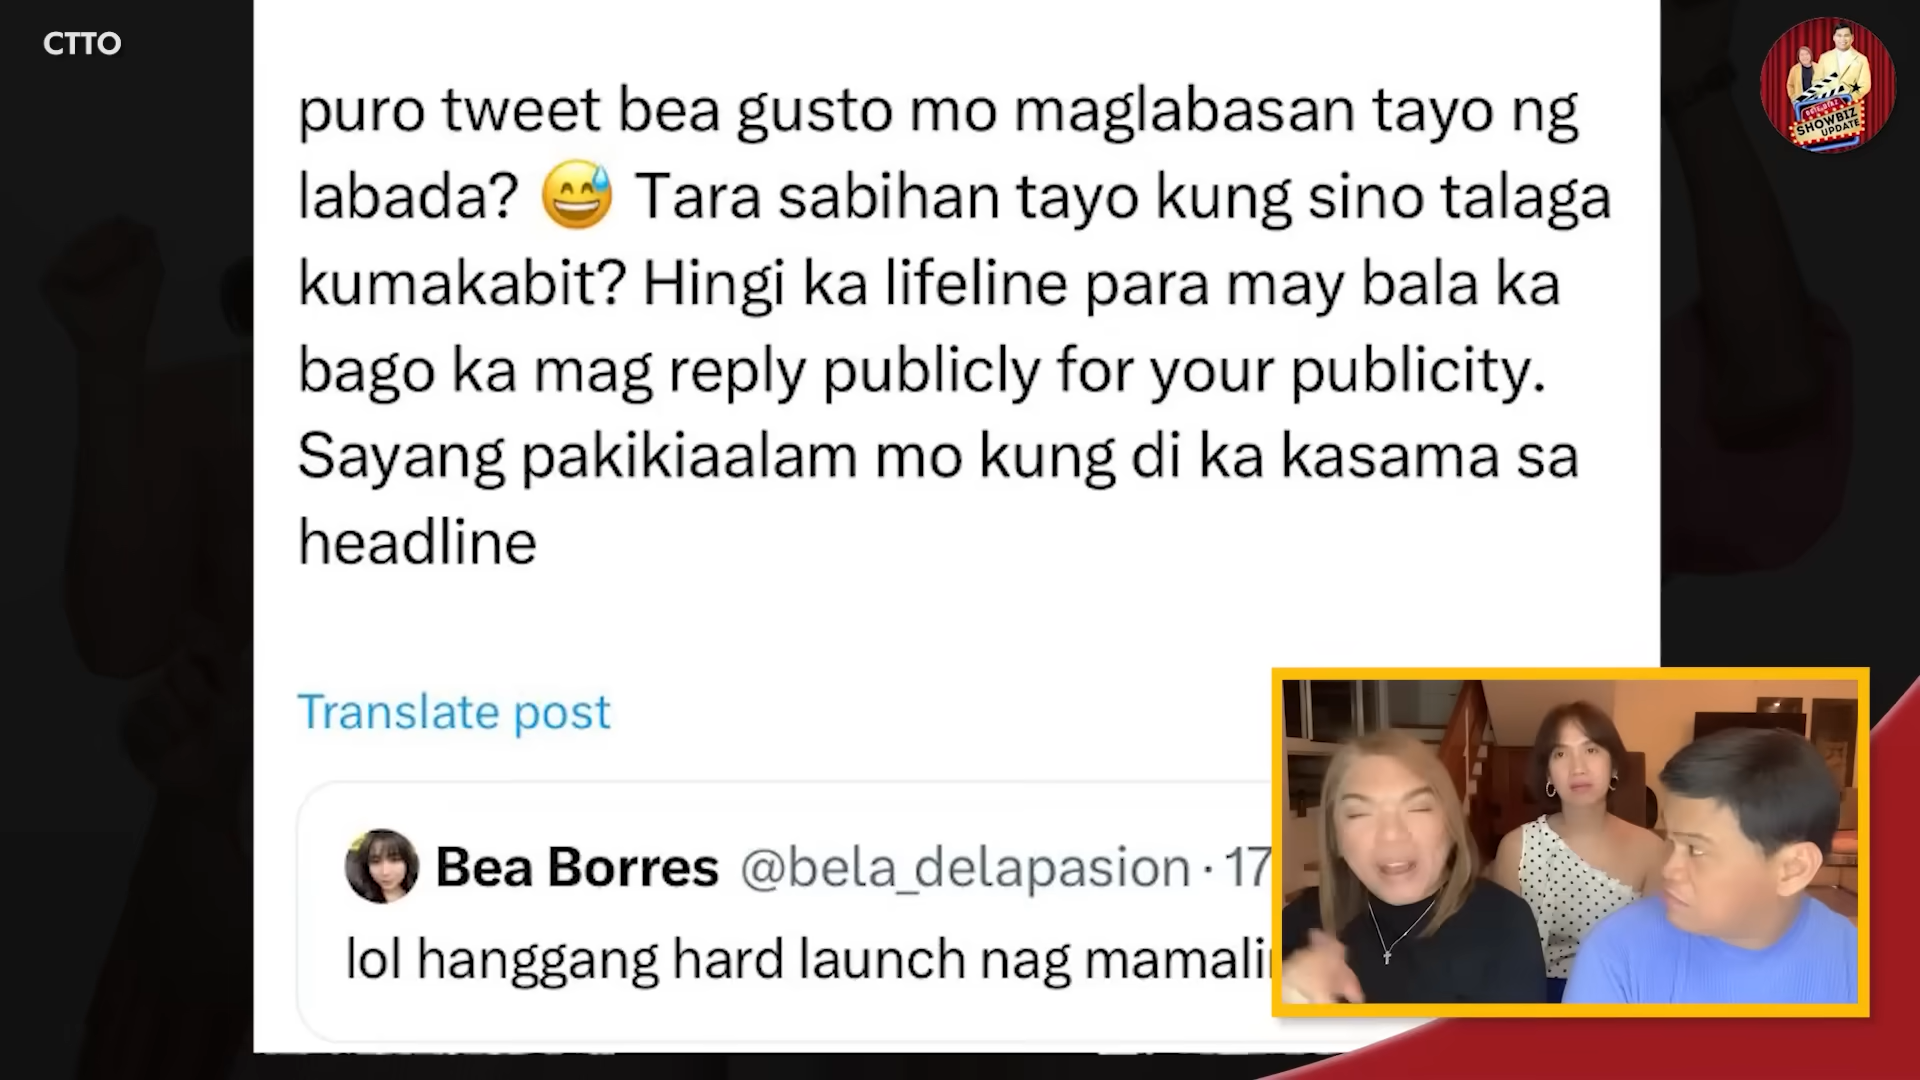 CTTO
SHOWBIZ
UPDATE
puro tweet bea gusto mo maglabasan tayo ng
labada? 😅 Tara sabihan tayo kung sino talaga
kumakabit? Hingi ka lifeline para may bala ka
bago ka mag reply publicly for your publicity.
Sayang pakikiaalam mo kung di ka kasama sa
headline
Translate post
Bea Borres @bela_delapasion · 17
lol hanggang hard launch nag